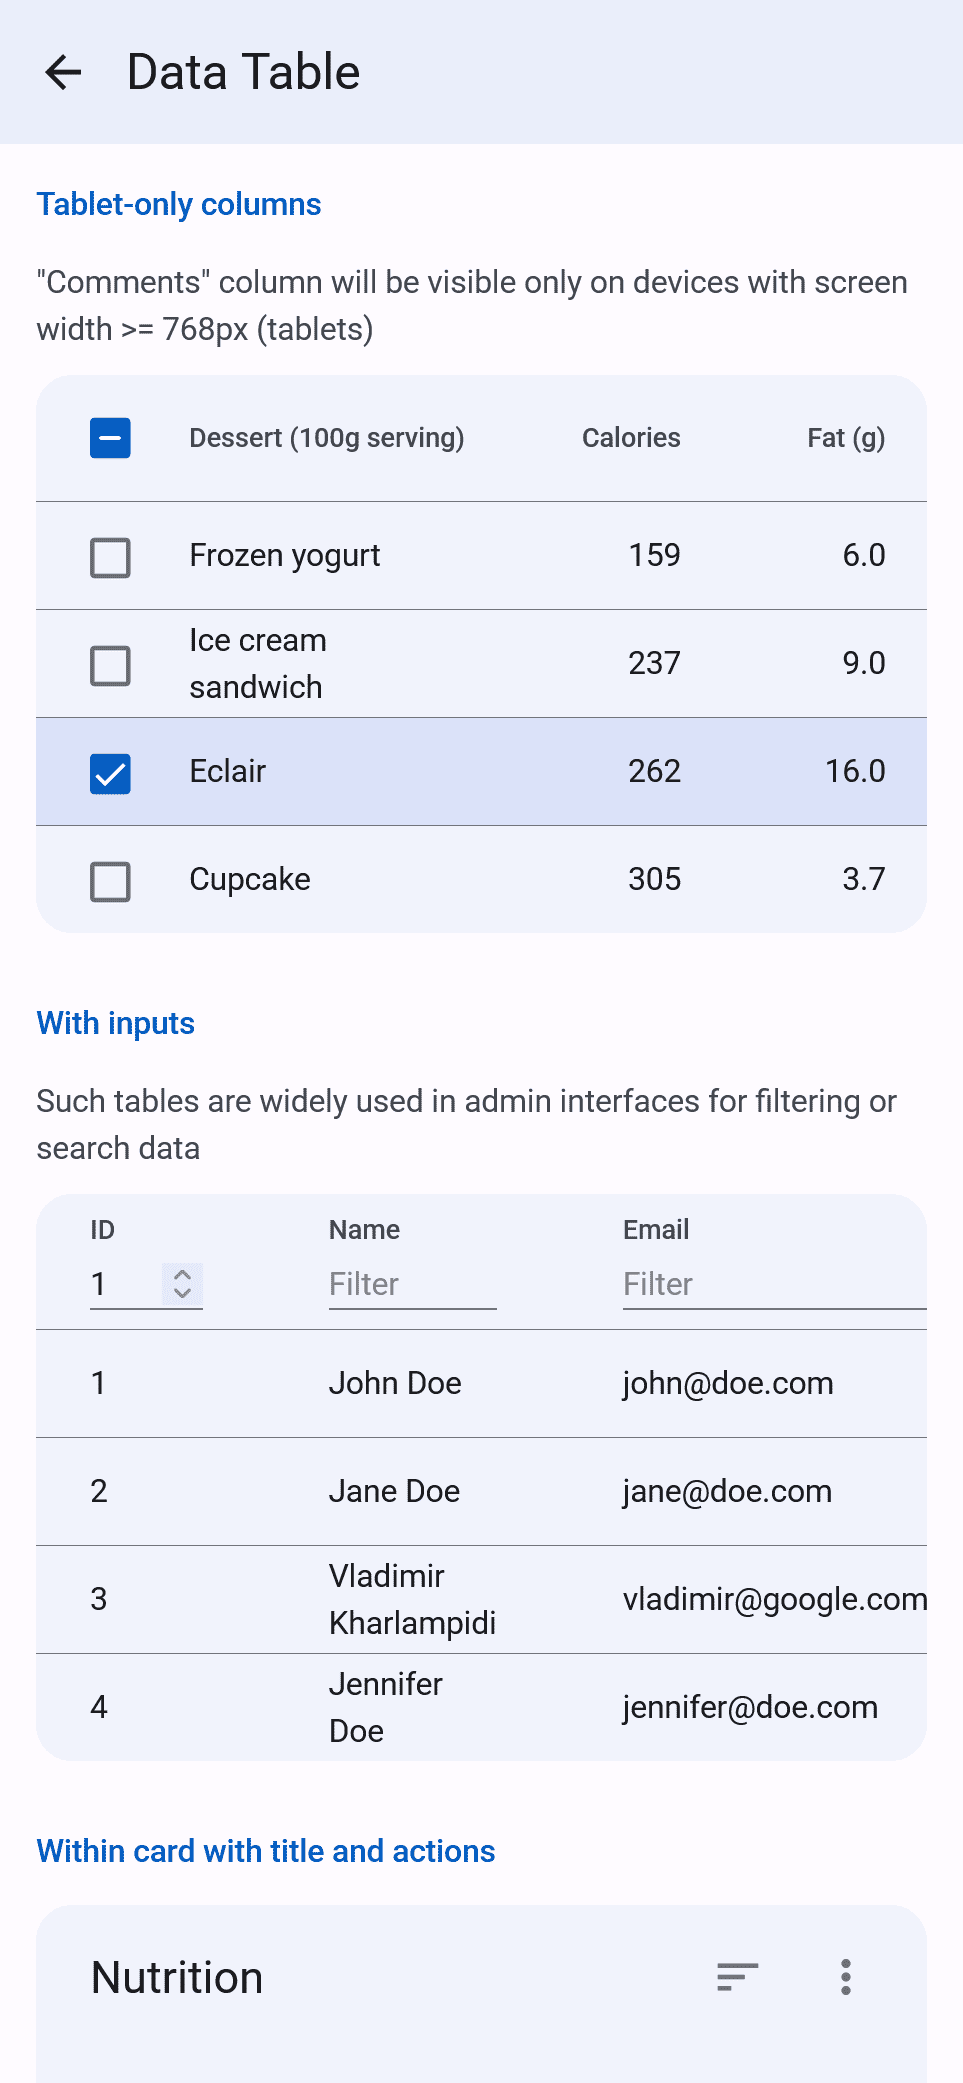 Data Table
Tablet-only columns
"Comments" column will be visible only on devices with screen
width >= 768px (tablets)
Dessert (100g serving) Calories Fat (g)
Frozen yogurt 159 6.0
Ice cream
sandwich 237 9.0
Eclair 262 16.0
Cupcake 305 3.7
With inputs
Such tables are widely used in admin interfaces for filtering or
search data
ID Name Email
1 Filter Filter
1 John Doe john@doe.com
2 Jane Doe jane@doe.com
3 Vladimir
Kharlampidi vladimir@google.com
4 Jennifer
Doe jennifer@doe.com
Within card with title and actions
Nutrition